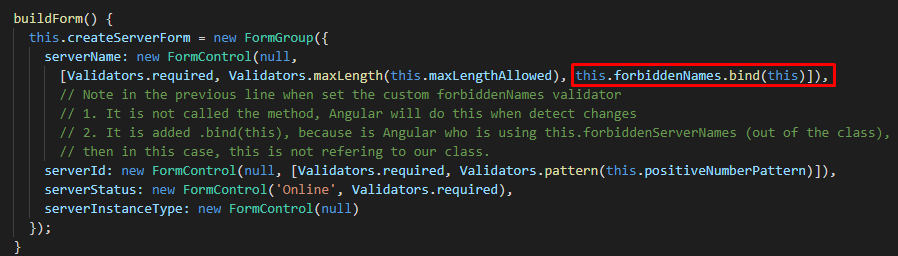 buildForm() {
this.createServerForm = new FormGroup({
serverName: new FormControl(null,
[Validators.required, Validators.maxLength(this.maxLengthAllowed), this.forbiddenNames.bind(this)]),
// Note in the previous line when set the custom forbiddenNames validator
// 1. It is not called the method, Angular will do this when detect changes
// 2. It is added .bind(this), because is Angular who is using this.forbiddenServerNames (out of the class),
// then in this case, this is not refering to our class.
serverId: new FormControl(null, [Validators.required, Validators.pattern(this.positiveNumberPattern)]),
serverStatus: new FormControl('Online', Validators.required),
serverInstanceType: new FormControl(null)
});
}